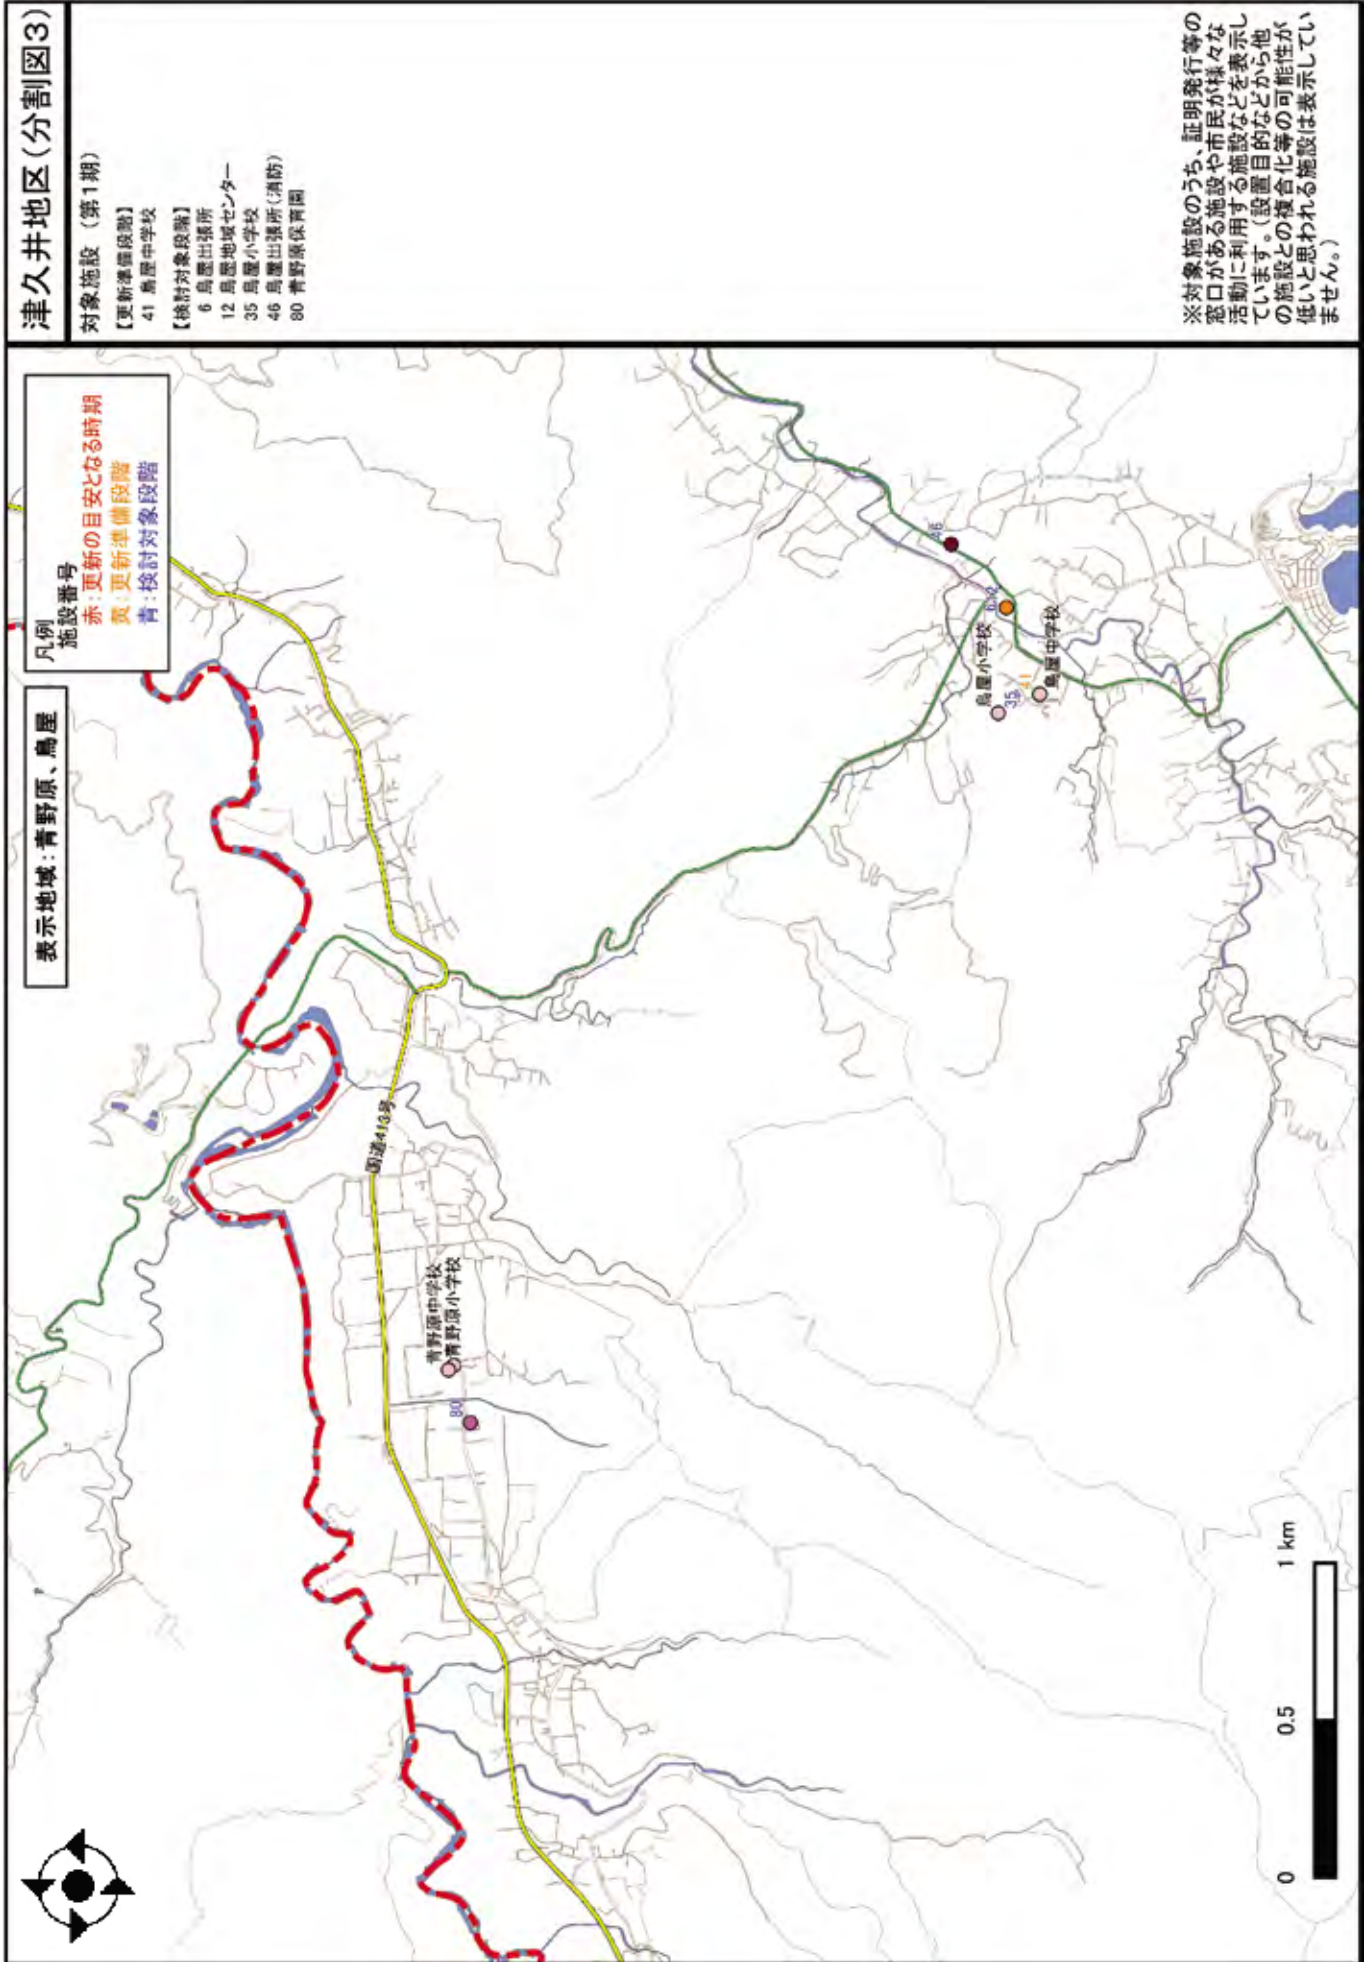 津久井地区(分割図3)
対象施設 (第1期)
【更新準備段階】
41 鳥屋中学校
【検討対象段階】
6 鳥屋出張所
12 鳥屋地域センター
35 鳥屋小学校
46 鳥屋出張所(消防)
80 青野原保育園
※対象施設のうち、証明発行等の
窓口がある施設や市民が様々な
活動に利用する施設などを表示し
ています。(設置目的などから他
の施設との複合化等の可能性が
低いと思われる施設は表示してい
ません。)
表示地域:青野原、鳥屋
凡例
施設番号
赤:更新の目安となる時期
黄:更新準備段階
青:検討対象段階
国道413号
青野原中学校
青野原小学校
80
46
鳥屋小学校
35
41
鳥屋中学校
0
0.5
1 km